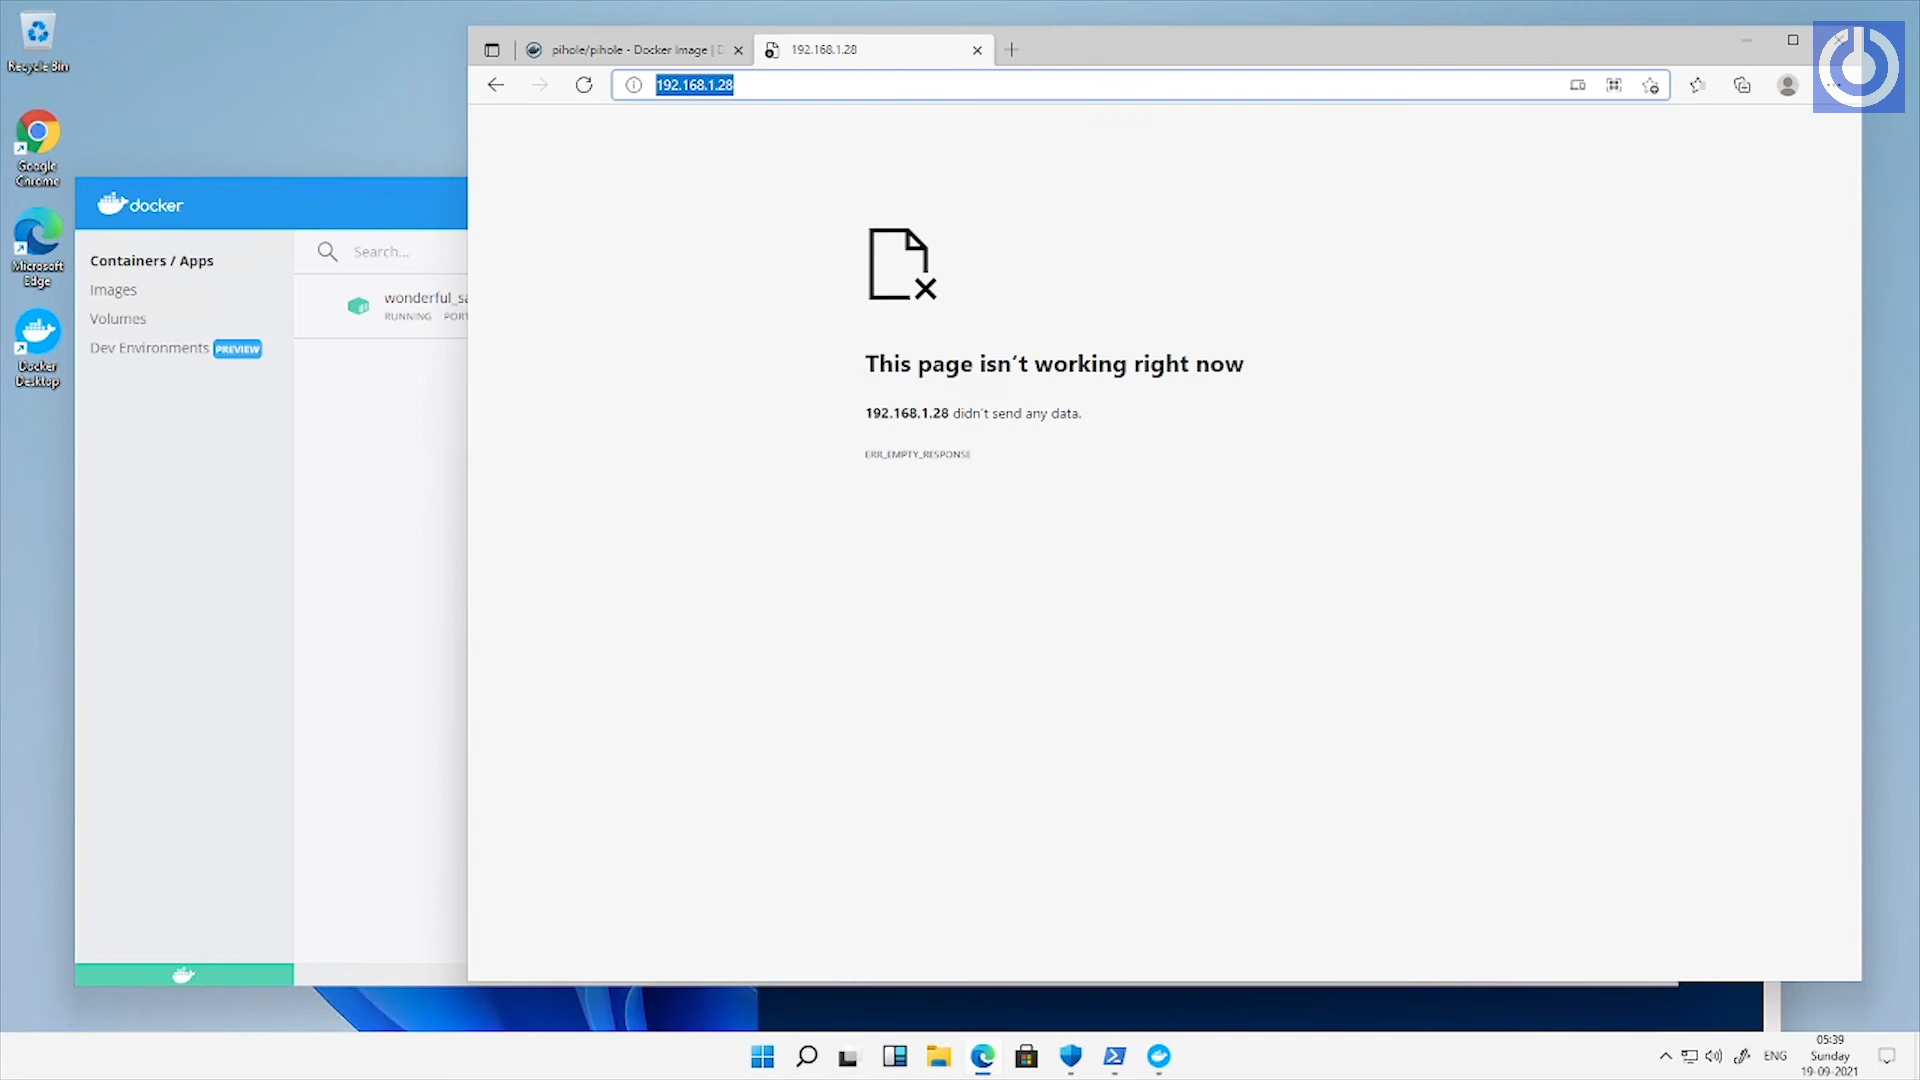 Recycle Bin
Google Chrome
Microsoft Edge
Docker Desktop
docker
Containers / Apps
Images
Volumes
Dev Environments PREVIEW
Search...
wonderful_sa
RUNNING PORT
pihole/pihole - Docker Image | D
192.168.1.28
192.168.1.28
This page isn't working right now
192.168.1.28 didn't send any data.
ERR_EMPTY_RESPONSE
ENG
05:39
Sunday
19-09-2021